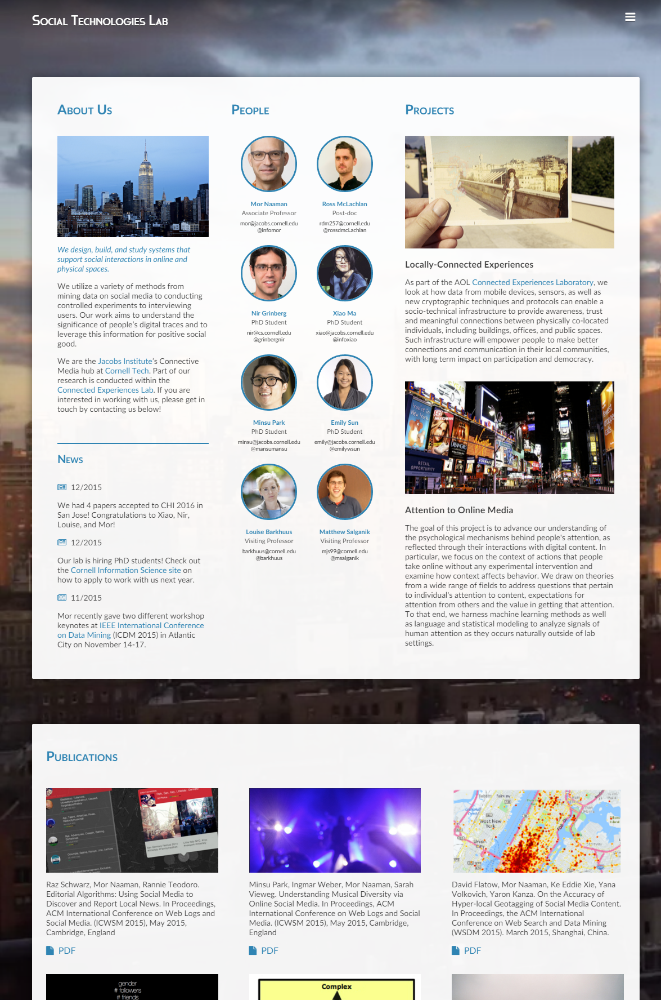 Social Technologies Lab
About Us
We design, build, and study systems that
support social interactions in online and
physical spaces.
We utilize a variety of methods from
mining data on social media to conducting
controlled experiments to interviewing
users. Our work aims to understand the
significance of people's digital traces and to
leverage this information for positive social
good.
We are the Jacobs Institute's Connective
Media hub at Cornell Tech. Part of our
research is conducted within the
Connected Experiences Lab. If you are
interested in working with us, please get in
touch by contacting us below!
News
12/2015
We had 4 papers accepted to CHI 2016 in
San Jose! Congratulations to Xiao, Nir,
Louise, and Mor!
12/2015
Our lab is hiring PhD students! Check out
the Cornell Information Science site on
how to apply to work with us next year.
11/2015
Mor recently gave two different workshop
keynotes at IEEE International Conference
on Data Mining (ICDM 2015) in Atlantic
City on November 14-17.
People
Mor Naaman
Associate Professor
mor@jacobs.cornell.edu
@infomor
Ross McLachlan
Post-doc
rdm257@cornell.edu
@rossdmcLachlan
Nir Grinberg
PhD Student
nir@cs.cornell.edu
@grinbergnir
Xiao Ma
PhD Student
xiao@jacobs.cornell.edu
@infoxiao
Minsu Park
PhD Student
minsu@jacobs.cornell.edu
@mansumansu
Emily Sun
PhD Student
emily@jacobs.cornell.edu
@emilywsun
Louise Barkhuus
Visiting Professor
barkhuus@cornell.edu
@barkhuus
Matthew Salganik
Visiting Professor
mjs99@cornell.edu
@msalganik
Projects
Locally-Connected Experiences
As part of the AOL Connected Experiences Laboratory, we
look at how data from mobile devices, sensors, as well as
new cryptographic techniques and protocols can enable a
socio-technical infrastructure to provide awareness, trust
and meaningful connections between physically co-located
individuals, including buildings, offices, and public spaces.
Such infrastructure will empower people to make better
connections and communication in their local communities,
with long term impact on participation and democracy.
You're in
New York
SKECHERS
DREAMGIRLS
RETAIL
OPPORTUNITY
lowest
Attention to Online Media
The goal of this project is to advance our understanding of
the psychological mechanisms behind people's attention, as
reflected through their interactions with digital content. In
particular, we focus on the context of actions that people
take online without any experimental intervention and
examine how context affects behavior. We draw on theories
from a wide range of fields to address questions that pertain
to individual's attention to content, expectations for
attention from others and the value in getting that attention.
To that end, we harness machine learning methods as well
as language and statistical modeling to analyze signals of
human attention as they occurs naturally outside of lab
settings.
Publications
Raz Schwarz, Mor Naaman, Rannie Teodoro.
Editorial Algorithms: Using Social Media to
Discover and Report Local News. In Proceedings,
ACM International Conference on Web Logs and
Social Media. (ICWSM 2015), May 2015,
Cambridge, England
PDF
Minsu Park, Ingmar Weber, Mor Naaman, Sarah
Vieweg. Understanding Musical Diversity via
Online Social Media. In Proceedings, ACM
International Conference on Web Logs and Social
Media. (ICWSM 2015), May 2015, Cambridge,
England
PDF
West New
York
Union
City
David Flatow, Mor Naaman, Ke Eddie Xie, Yana
Volkovich, Yaron Kanza. On the Accuracy of
Hyper-local Geotagging of Social Media Content.
In Proceedings, the ACM International
Conference on Web Search and Data Mining
(WSDM 2015). March 2015, Shanghai, China.
PDF
gender
# followers
# friends
Complex